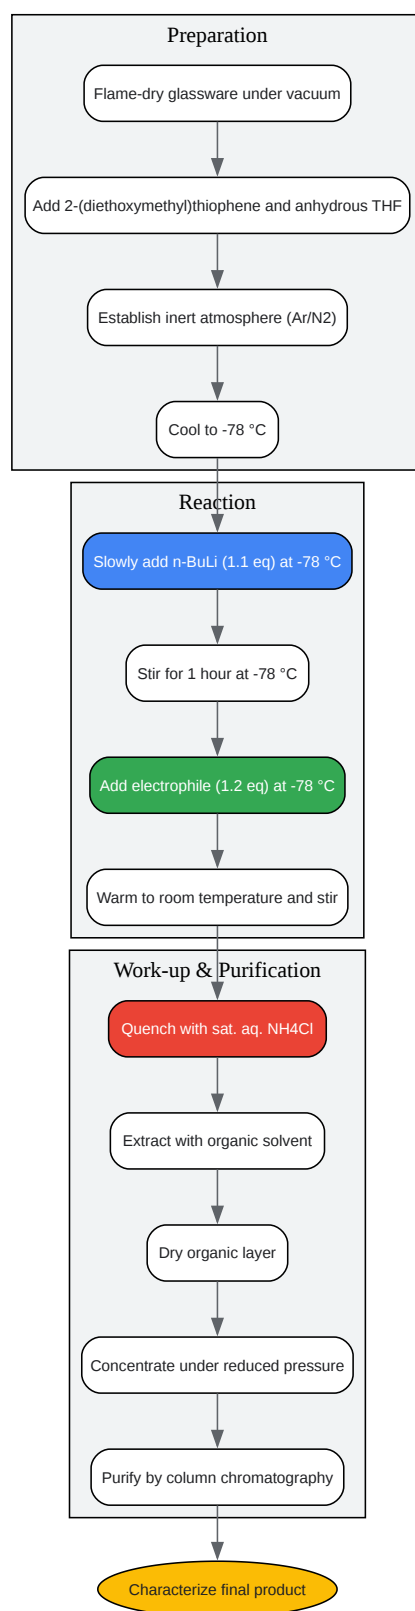 Preparation
Flame-dry glassware under vacuum
Add 2-(diethoxymethyl)thiophene and anhydrous THF
Establish inert atmosphere (Ar/N2)
Cool to -78 °C
Reaction
Slowly add n-BuLi (1.1 eq) at -78 °C
Stir for 1 hour at -78 °C
Add electrophile (1.2 eq) at -78 °C
Warm to room temperature and stir
Work-up & Purification
Quench with sat. aq. NH4Cl
Extract with organic solvent
Dry organic layer
Concentrate under reduced pressure
Purify by column chromatography
Characterize final product